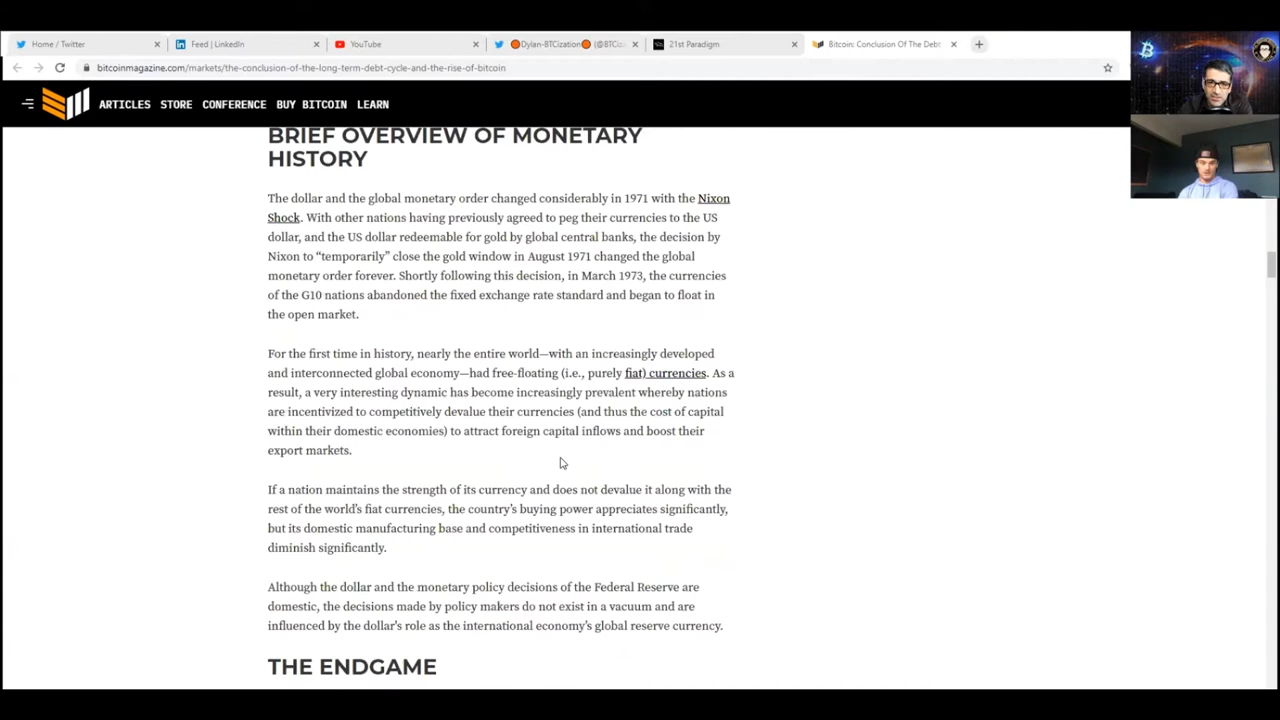 Home / Twitter
Feed | LinkedIn
YouTube
Dylan-BTCization (@BTCiz
21st Paradigm
Bitcoin: Conclusion Of The Debt
bitcoinmagazine.com/markets/the-conclusion-of-the-long-term-debt-cycle-and-the-rise-of-bitcoin
ARTICLES STORE CONFERENCE BUY BITCOIN LEARN
BRIEF OVERVIEW OF MONETARY
HISTORY
The dollar and the global monetary order changed considerably in 1971 with the Nixon
Shock. With other nations having previously agreed to peg their currencies to the US
dollar, and the US dollar redeemable for gold by global central banks, the decision by
Nixon to “temporarily” close the gold window in August 1971 changed the global
monetary order forever. Shortly following this decision, in March 1973, the currencies
of the G10 nations abandoned the fixed exchange rate standard and began to float in
the open market.
For the first time in history, nearly the entire world—with an increasingly developed
and interconnected global economy—had free-floating (i.e., purely fiat) currencies. As a
result, a very interesting dynamic has become increasingly prevalent whereby nations
are incentivized to competitively devalue their currencies (and thus the cost of capital
within their domestic economies) to attract foreign capital inflows and boost their
export markets.
If a nation maintains the strength of its currency and does not devalue it along with the
rest of the world’s fiat currencies, the country’s buying power appreciates significantly,
but its domestic manufacturing base and competitiveness in international trade
diminish significantly.
Although the dollar and the monetary policy decisions of the Federal Reserve are
domestic, the decisions made by policy makers do not exist in a vacuum and are
influenced by the dollar's role as the international economy’s global reserve currency.
THE ENDGAME